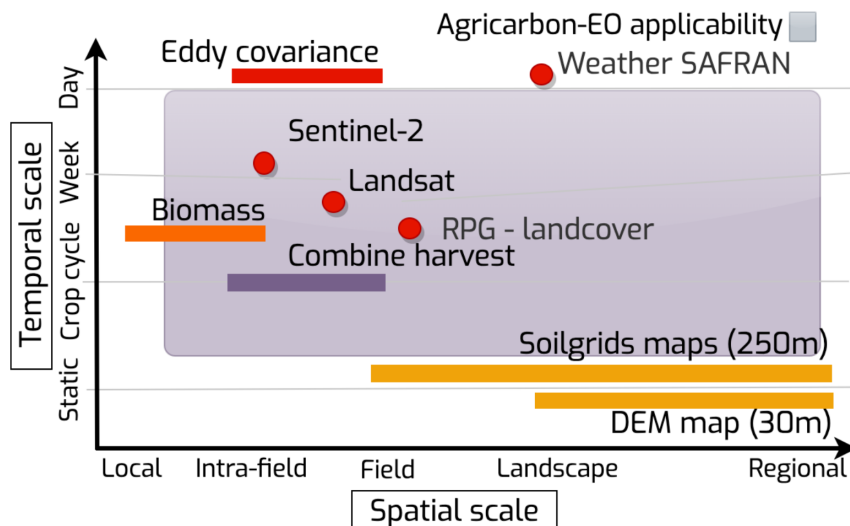 Agricarbon-EO applicability
Eddy covariance
Weather SAFRAN
Day
Sentinel-2
Week
Landsat
Biomass
RPG - landcover
Combine harvest
Crop cycle
Temporal scale
Soilgrids maps (250m)
Static
DEM map (30m)
Local
Intra-field
Field
Landscape
Regional
Spatial scale